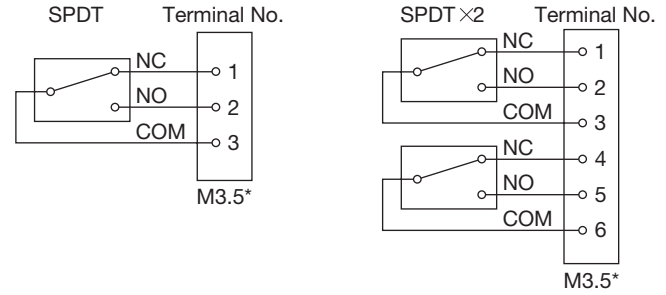 SPDT Terminal No.
NC 1
NO 2
COM 3
M3.5*
SPDT×2 Terminal No.
NC 1
NO 2
COM 3
NC 4
NO 5
COM 6
M3.5*